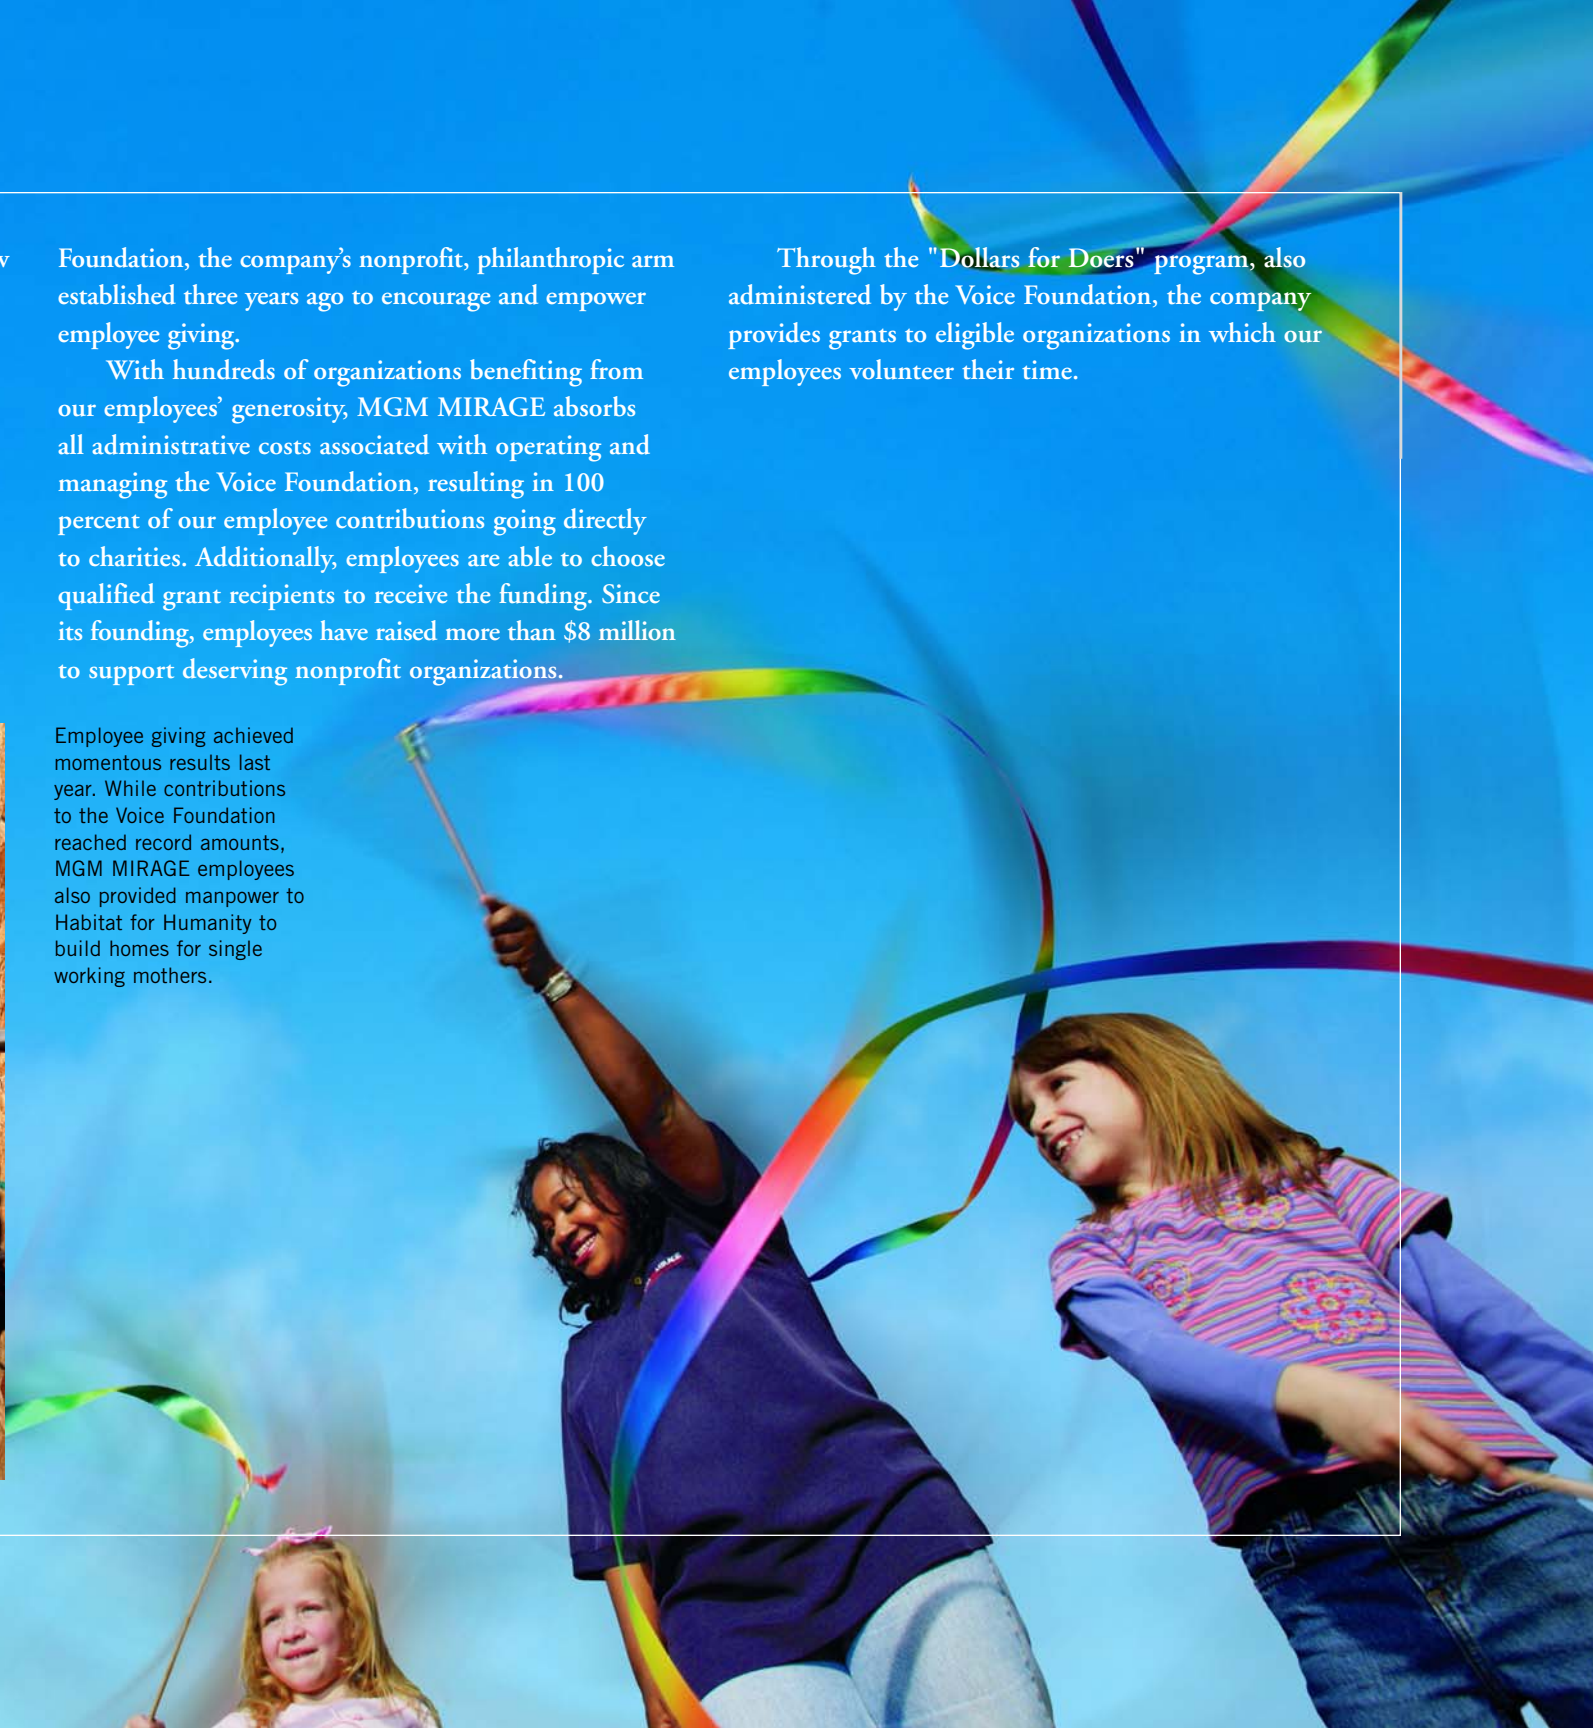 Foundation, the company's nonprofit, philanthropic arm
established three years ago to encourage and empower
employee giving.
With hundreds of organizations benefiting from
our employees' generosity, MGM MIRAGE absorbs
all administrative costs associated with operating and
managing the Voice Foundation, resulting in 100
percent of our employee contributions going directly
to charities. Additionally, employees are able to choose
qualified grant recipients to receive the funding. Since
its founding, employees have raised more than $8 million
to support deserving nonprofit organizations.
Through the "Dollars for Doers" program, also
administered by the Voice Foundation, the company
provides grants to eligible organizations in which our
employees volunteer their time.
Employee giving achieved
momentous results last
year. While contributions
to the Voice Foundation
reached record amounts,
MGM MIRAGE employees
also provided manpower to
Habitat for Humanity to
build homes for single
working mothers.